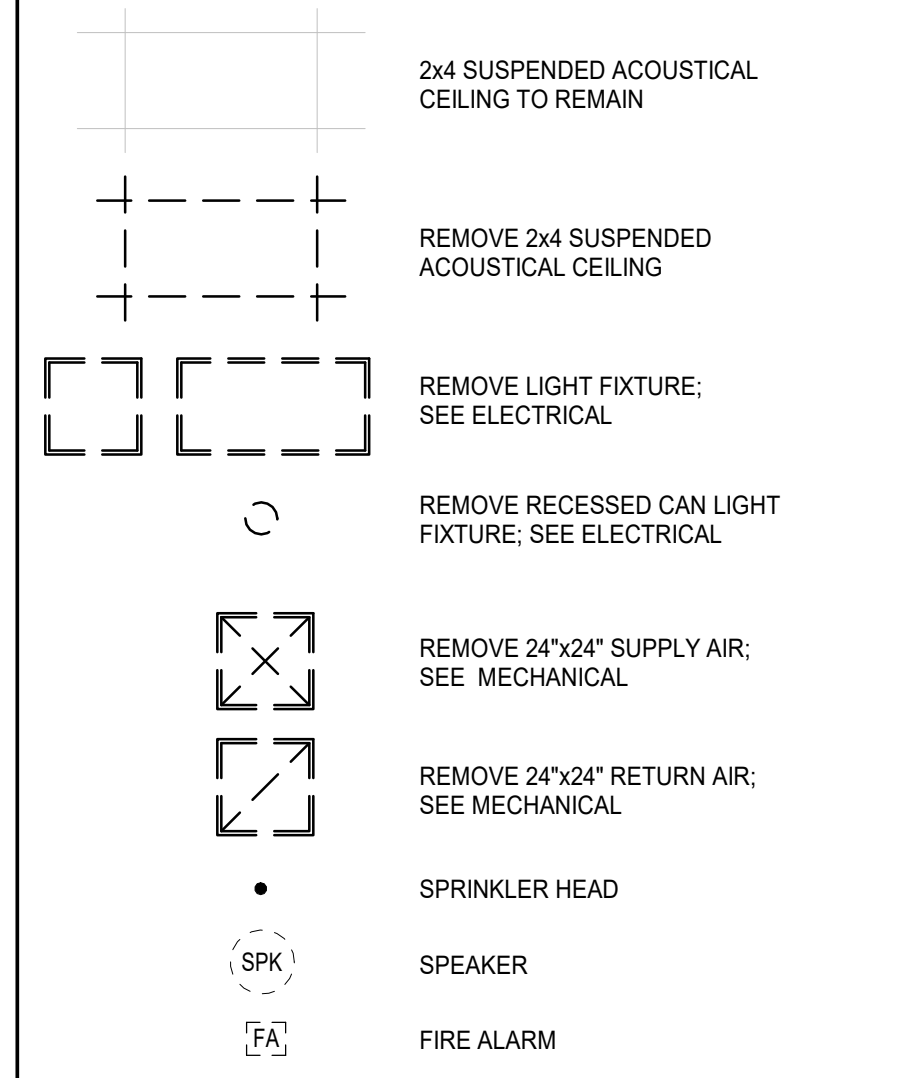 2x4 SUSPENDED ACOUSTICAL
CEILING TO REMAIN
REMOVE 2x4 SUSPENDED
ACOUSTICAL CEILING
REMOVE LIGHT FIXTURE;
SEE ELECTRICAL
REMOVE RECESSED CAN LIGHT
FIXTURE; SEE ELECTRICAL
REMOVE 24"x24" SUPPLY AIR;
SEE MECHANICAL
REMOVE 24"x24" RETURN AIR;
SEE MECHANICAL
SPRINKLER HEAD
SPK SPEAKER
FA FIRE ALARM